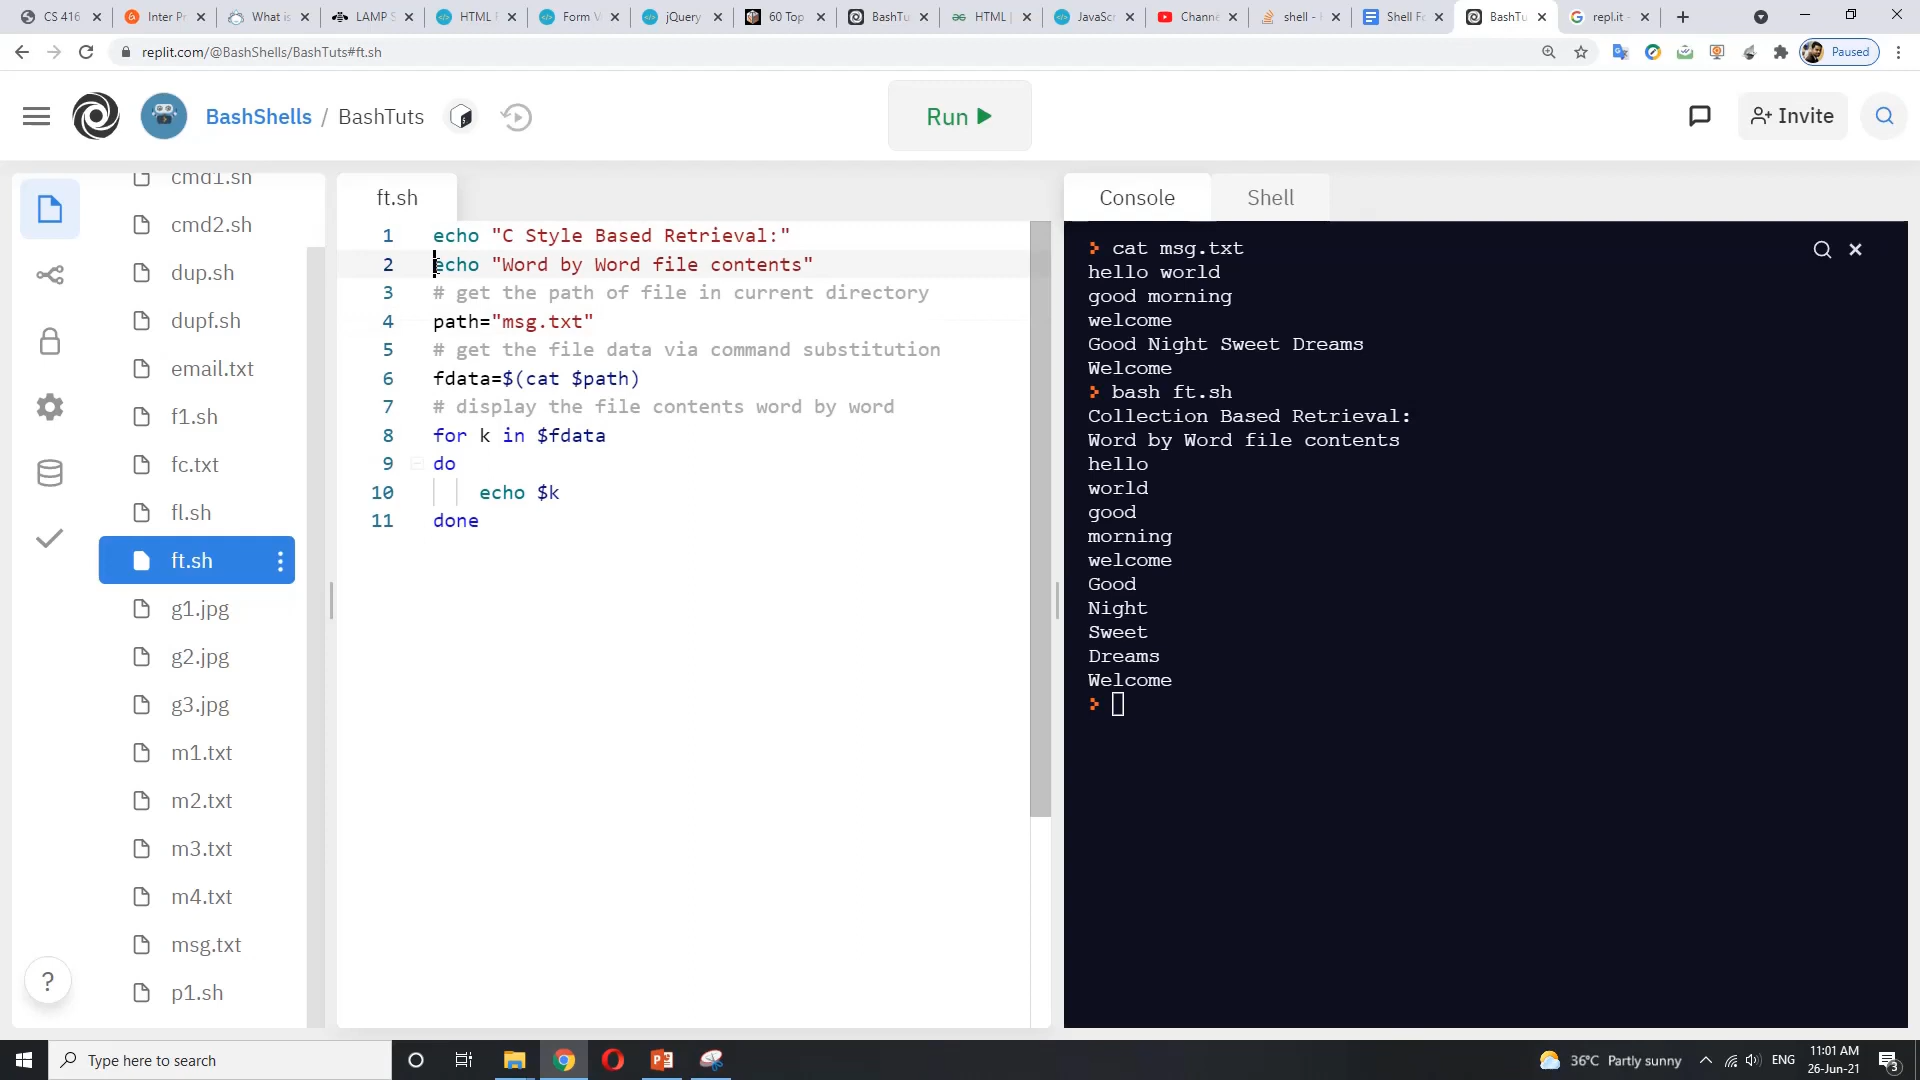 CS 416
Inter Pr
What is
LAMP S
HTML F
Form V
jQuery
60 Top
BashTu
HTML
JavaScr
Channe
shell -
Shell Fo
BashTu
repl.it -
replit.com/@BashShells/BashTuts#ft.sh
Paused
BashShells / BashTuts
Run
Invite
cmd1.sh
cmd2.sh
dup.sh
dupf.sh
email.txt
f1.sh
fc.txt
fl.sh
ft.sh
g1.jpg
g2.jpg
g3.jpg
m1.txt
m2.txt
m3.txt
m4.txt
msg.txt
p1.sh
?
ft.sh
1 echo "C Style Based Retrieval:"
2 echo "Word by Word file contents"
3 # get the path of file in current directory
4 path="msg.txt"
5 # get the file data via command substitution
6 fdata=$(cat $path)
7 # display the file contents word by word
8 for k in $fdata
9 do
10 echo $k
11 done
Console
Shell
> cat msg.txt
hello world
good morning
welcome
Good Night Sweet Dreams
Welcome
> bash ft.sh
Collection Based Retrieval:
Word by Word file contents
hello
world
good
morning
welcome
Good
Night
Sweet
Dreams
Welcome
>
Type here to search
36°C Partly sunny
ENG
11:01 AM
26-Jun-21
3